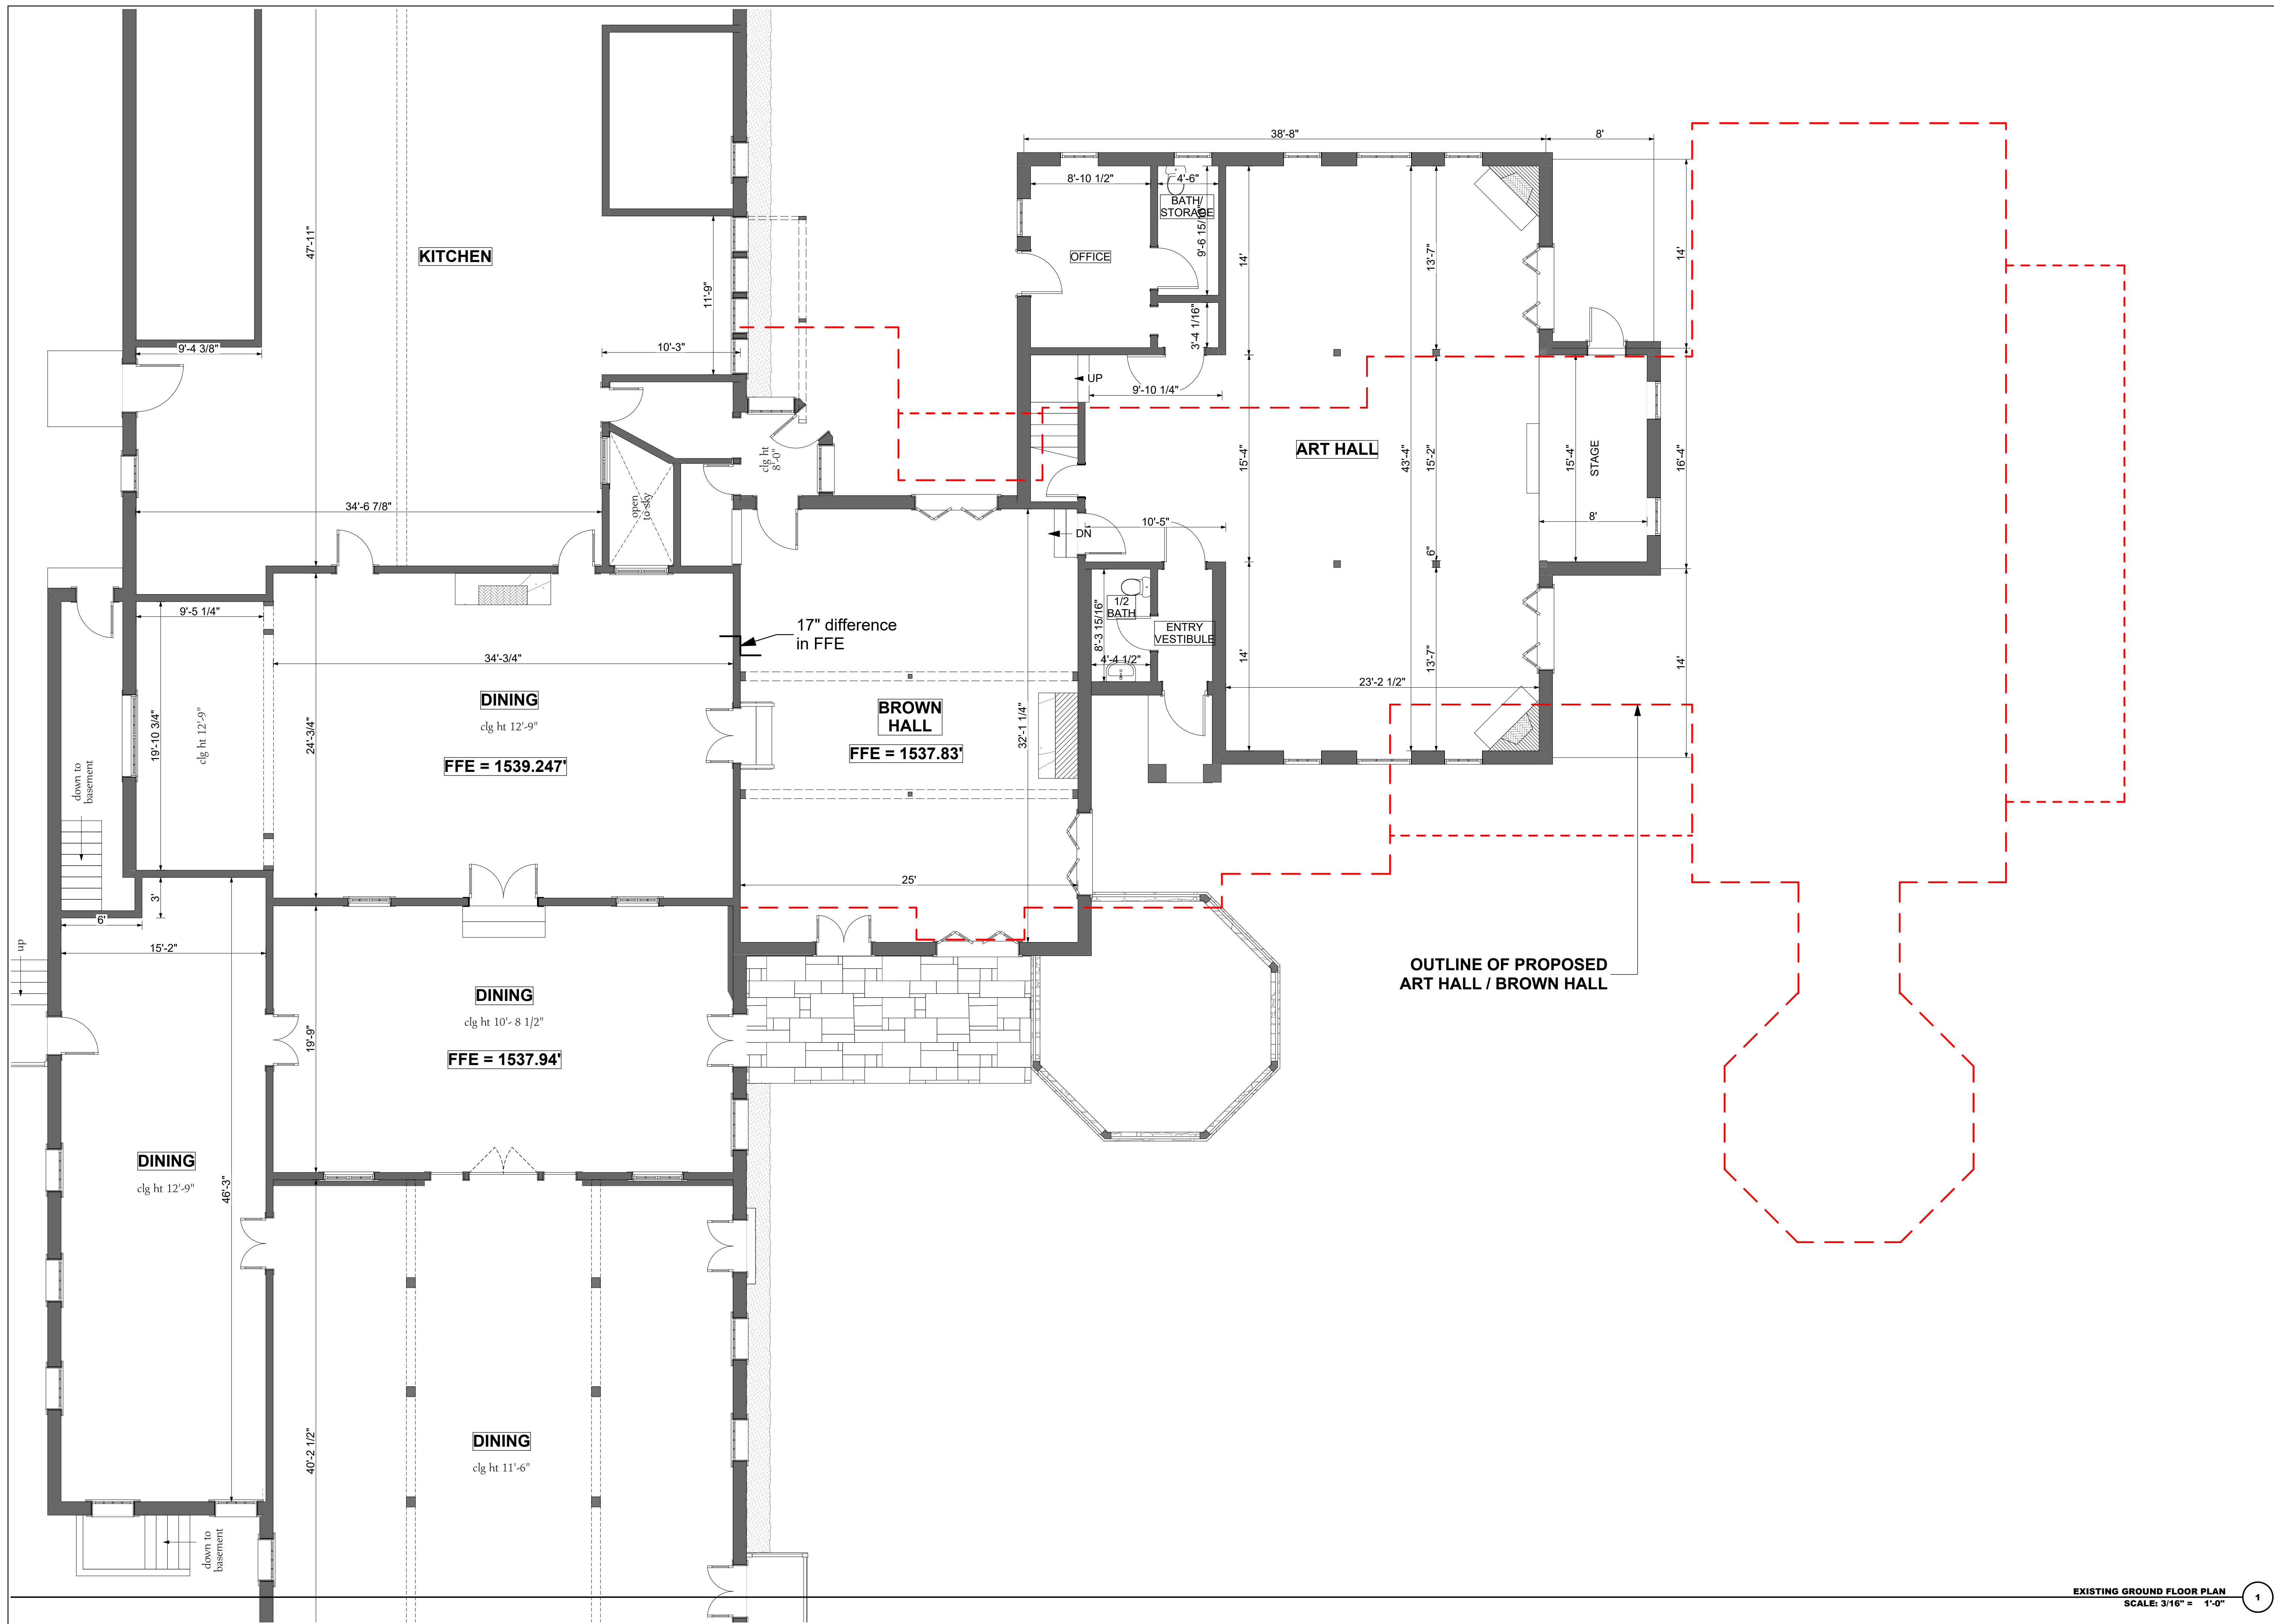 38'-8"
8'
8'-10 1/2"
4'-6"
BATH/
STORAGE
9'-6 15/16"
OFFICE
47'-11"
KITCHEN
11'-9"
14'
13'-7"
14'
3'-4 1/16"
9'-4 3/8"
10'-3"
UP
9'-10 1/4"
ART HALL
15'-4"
43'-4"
15'-2"
15'-4"
STAGE
16'-4"
clg ht
8'-0"
34'-6 7/8"
open
to sky
10'-5"
DN
8'
6"
9'-5 1/4"
17" difference
in FFE
1/2
BATH
8'-3 15/16"
ENTRY
VESTIBULE
4'-4 1/2"
14'
13'-7"
14'
34'-3/4"
23'-2 1/2"
DINING
clg ht 12'-9"
FFE = 1539.247'
24'-3/4"
19'-10 3/4"
clg ht 12'-9"
down to
basement
BROWN
HALL
FFE = 1537.83'
32'-1 1/4"
25'
3'
6'
15'-2"
up
OUTLINE OF PROPOSED
ART HALL / BROWN HALL
DINING
clg ht 10'- 8 1/2"
FFE = 1537.94'
19'-9"
DINING
clg ht 12'-9"
46'-3"
DINING
clg ht 11'-6"
40'-2 1/2"
down to
basement
EXISTING GROUND FLOOR PLAN
SCALE: 3/16" = 1'-0"
1